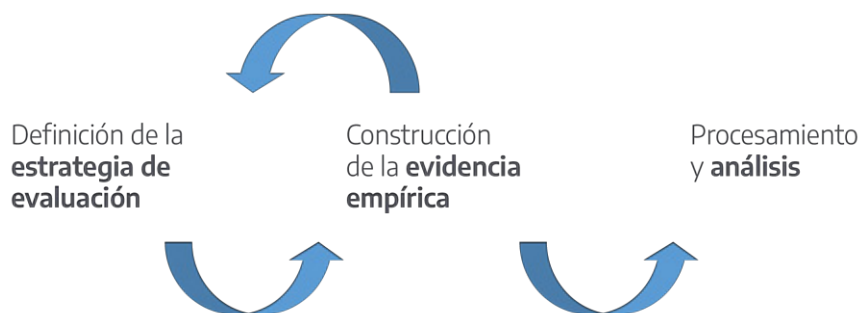 Definición de la
estrategia de
evaluación
Construcción
de la evidencia
empírica
Procesamiento
y análisis